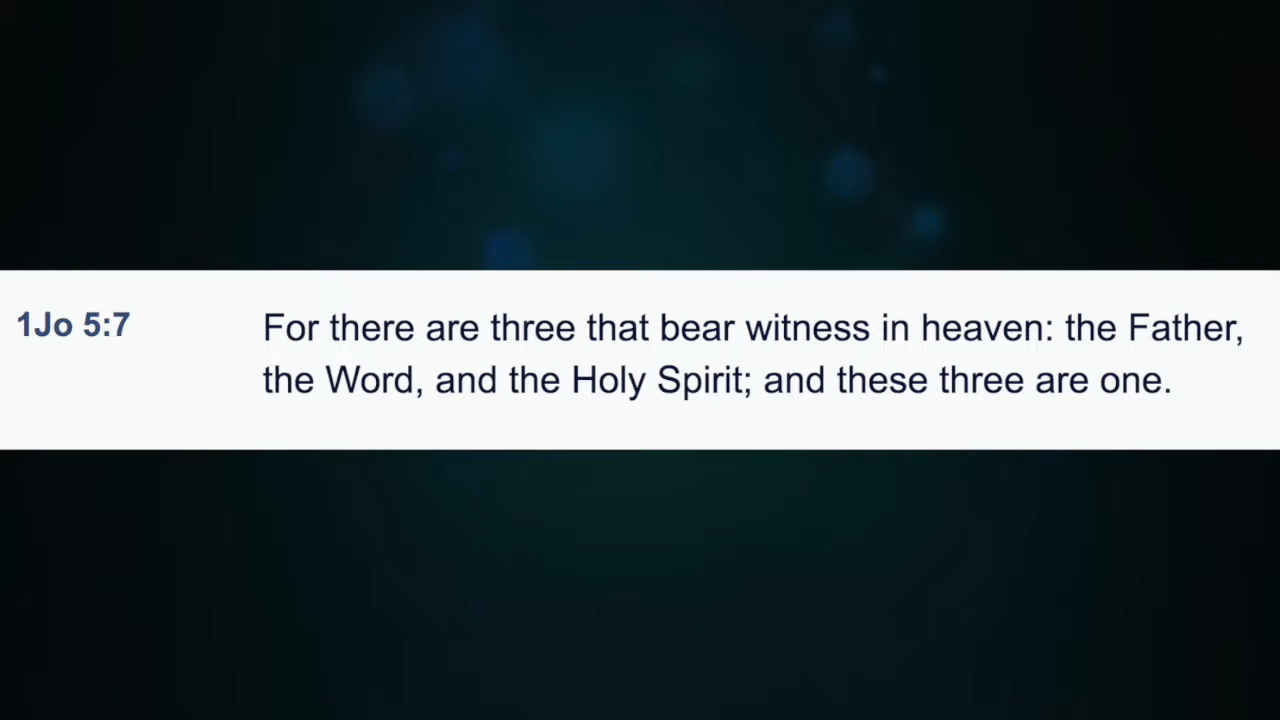 1Jo 5:7
For there are three that bear witness in heaven: the Father,
the Word, and the Holy Spirit; and these three are one.